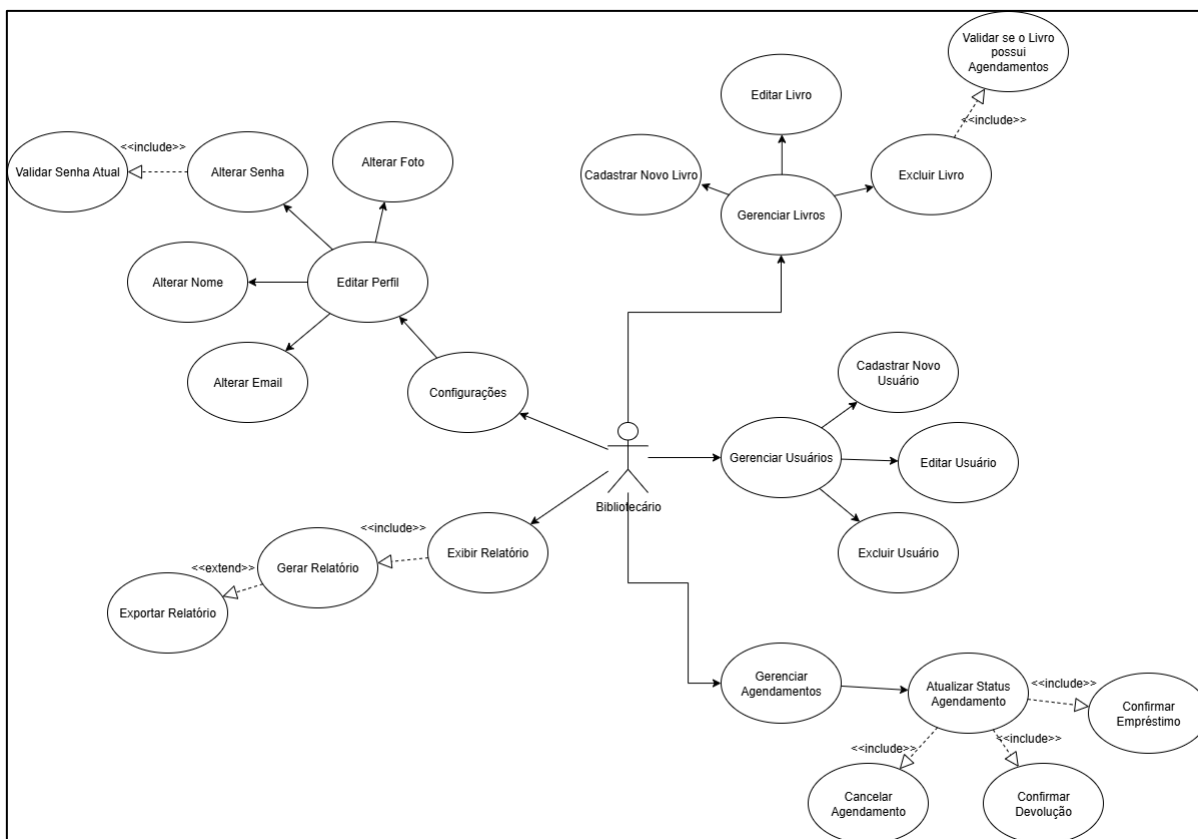 Validar se o Livro
possui
Agendamentos
Editar Livro
<<include>>
<<include>>
Alterar Foto
Validar Senha Atual
Alterar Senha
Cadastrar Novo Livro
Excluir Livro
Gerenciar Livros
Alterar Nome
Editar Perfil
Cadastrar Novo
Usuário
Alterar Email
Configurações
Gerenciar Usuários
Editar Usuário
Bibliotecário
<<include>>
Exibir Relatório
Excluir Usuário
<<extend>>
Gerar Relatório
Exportar Relatório
Gerenciar
Agendamentos
Atualizar Status
Agendamento
<<include>>
Confirmar
Empréstimo
<<include>>
<<include>>
Cancelar
Agendamento
Confirmar
Devolução